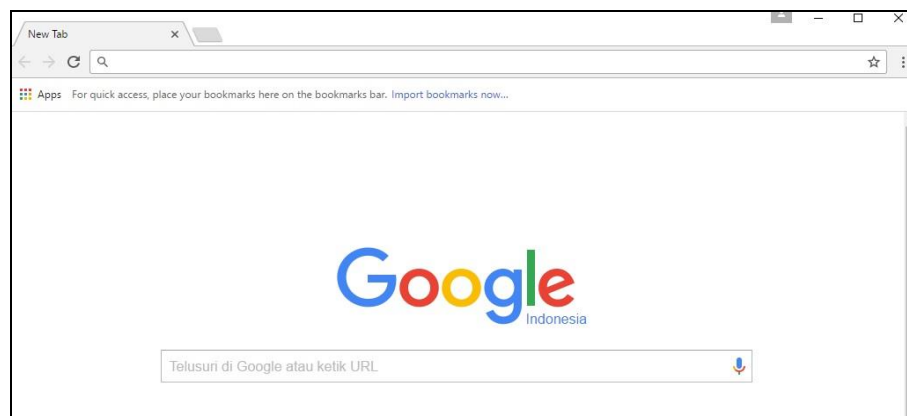 New Tab
Apps For quick access, place your bookmarks here on the bookmarks bar. Import bookmarks now...
Google
Indonesia
Telusuri di Google atau ketik URL